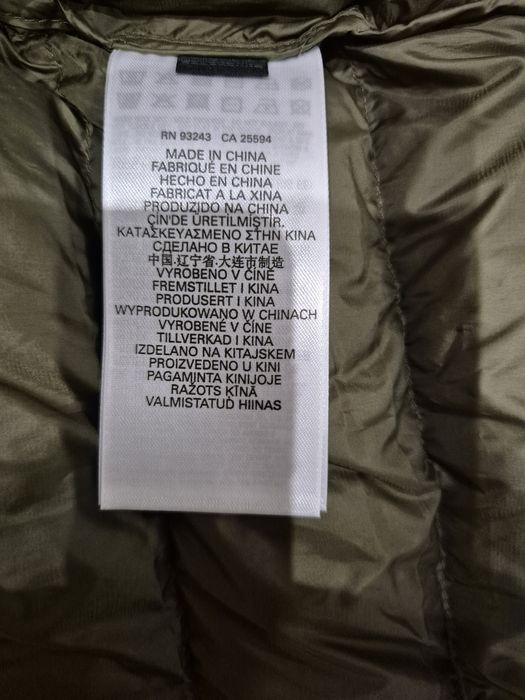 RN 93243 CA 25594
MADE IN CHINA
FABRIQUÉ EN CHINE
HECHO EN CHINA
FABRICAT A LA XINA
PRODUZIDO NA CHINA
ÇİN'DE ÜRETİLMİŞTİR.
ΚΑΤΑΣΚΕΥΑΣΜΕΝΟ ΣΤΗΝ ΚΙΝΑ
СДЕЛАНО В КИТАЕ
中国.辽宁省.大连市制造
VYROBENO V ČÍNĚ
FREMSTILLET I KINA
PRODUSERT I KINA
WYPRODUKOWANO W CHINACH
VYROBENÉ V ČÍNE
TILLVERKAD I KINA
IZDELANO NA KITAJSKEM
PROIZVEDENO U KINI
PAGAMINTA KINIJOJE
RAŽOTS ĶĪNĀ
VALMISTATUD HIINAS